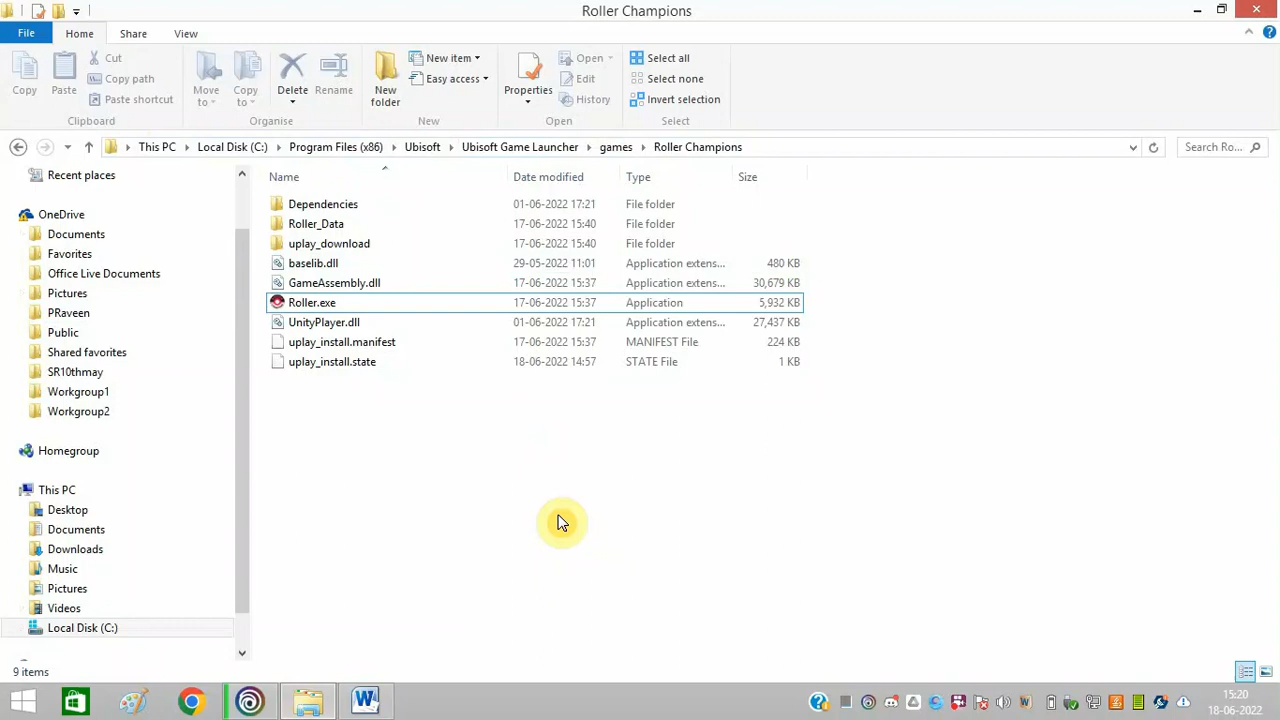 Roller Champions
File
Home
Share
View
Copy
Paste
Cut
Copy path
Paste shortcut
Clipboard
Move to
Copy to
Delete
Rename
Organise
New folder
New item
Easy access
New
Properties
Open
Edit
History
Open
Select all
Select none
Invert selection
Select
This PC
Local Disk (C:)
Program Files (x86)
Ubisoft
Ubisoft Game Launcher
games
Roller Champions
Search Ro...
Recent places
OneDrive
Documents
Favorites
Office Live Documents
Pictures
PRaveen
Public
Shared favorites
SR10thmay
Workgroup1
Workgroup2
Homegroup
This PC
Desktop
Documents
Downloads
Music
Pictures
Videos
Local Disk (C:)
Name Date modified Type Size
Dependencies 01-06-2022 17:21 File folder
Roller_Data 17-06-2022 15:40 File folder
uplay_download 17-06-2022 15:40 File folder
baselib.dll 29-05-2022 11:01 Application extens... 480 KB
GameAssembly.dll 17-06-2022 15:37 Application extens... 30,679 KB
Roller.exe 17-06-2022 15:37 Application 5,932 KB
UnityPlayer.dll 01-06-2022 17:21 Application extens... 27,437 KB
uplay_install.manifest 17-06-2022 15:37 MANIFEST File 224 KB
uplay_install.state 18-06-2022 14:57 STATE File 1 KB
9 items
15:20
18-06-2022